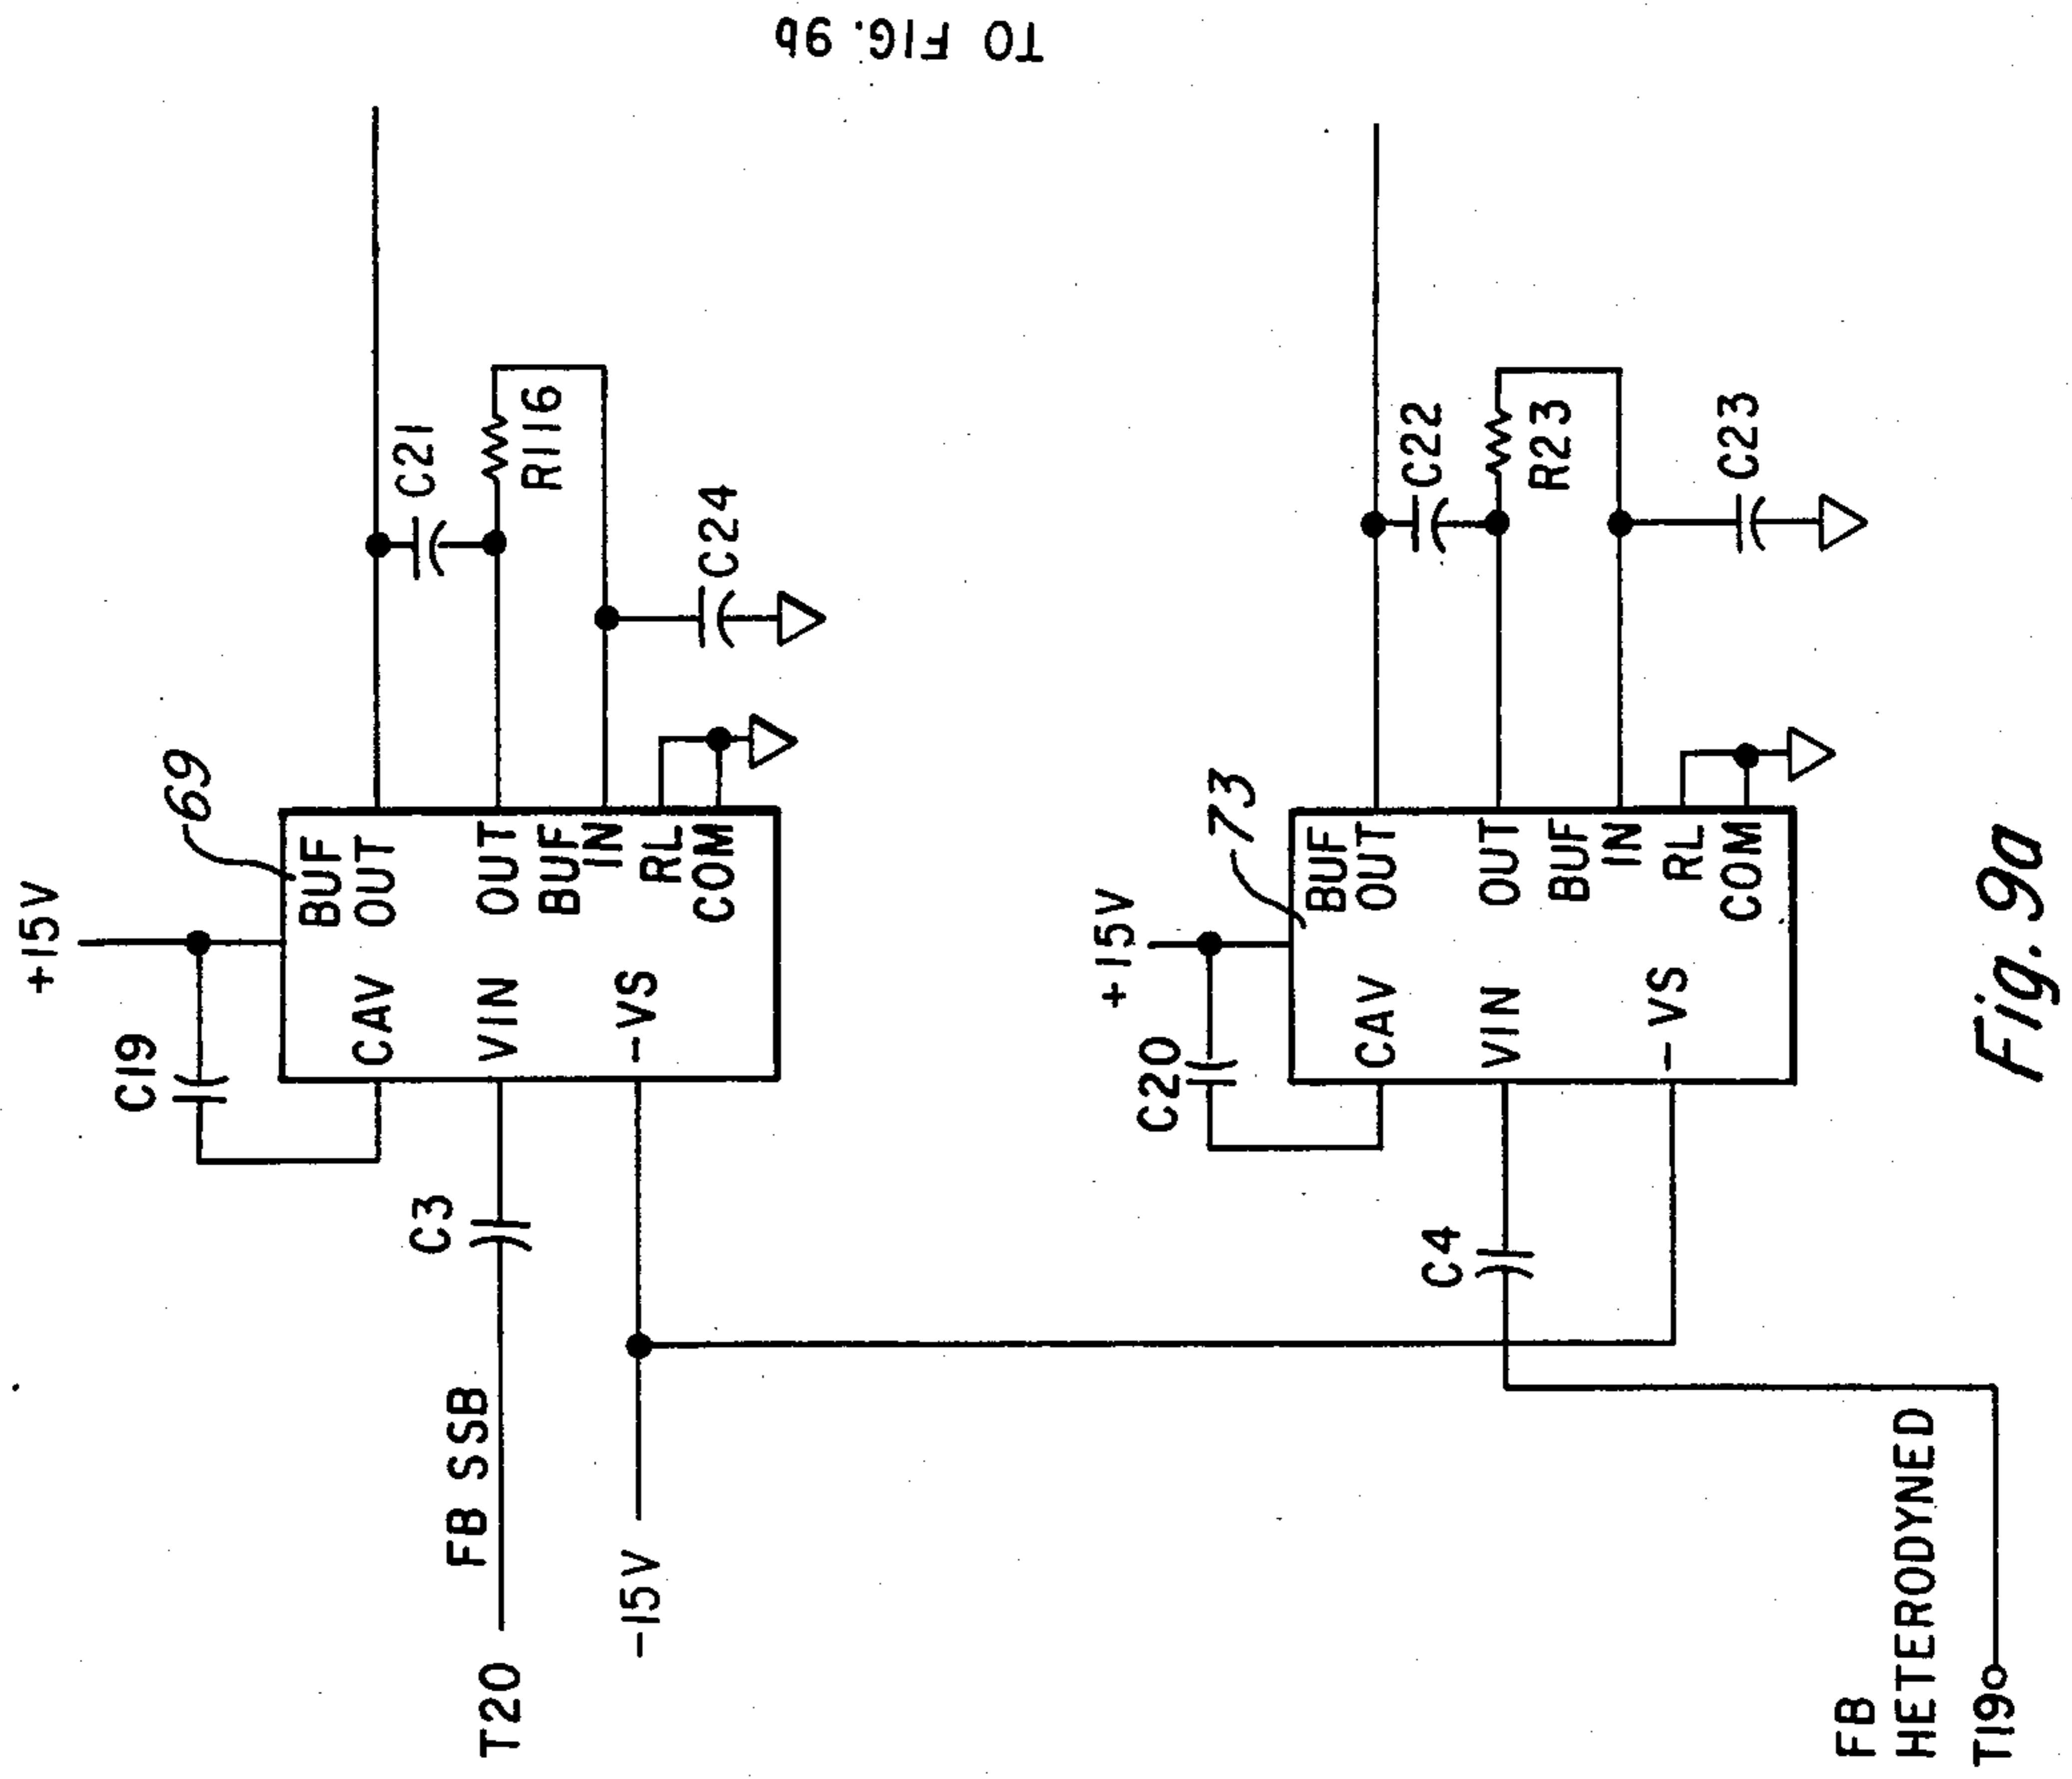 TO FIG. 9b
+15V
C19
69
BUF
OUT
OUT
BUF
IN
RL
COM
CAV
VIN
-VS
C21
R116
C24
C3
FB SSB
T20
-15V
+15V
C20
73
BUF
OUT
OUT
BUF
IN
RL
COM
CAV
VIN
-VS
C22
R23
C23
C4
FB
HETERODYNED
T19
Fig. 9a